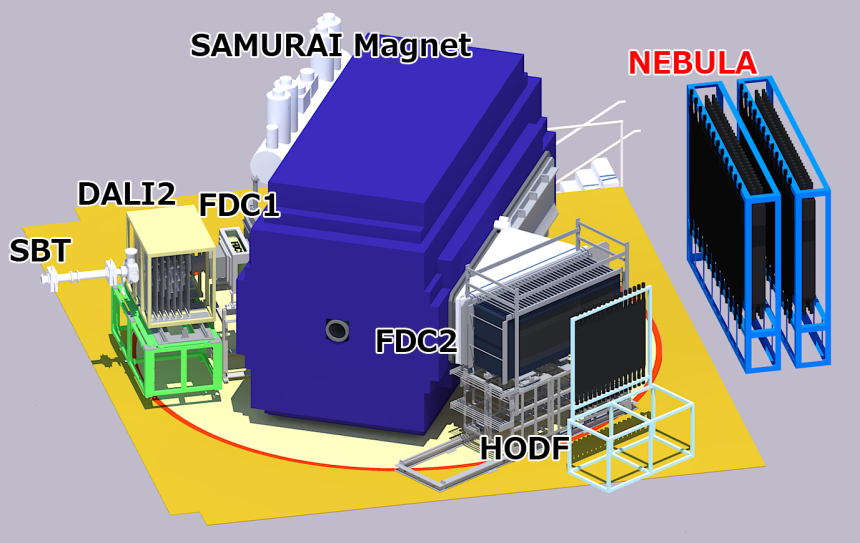 SAMURAI Magnet
NEBULA
DALI2
FDC1
SBT
FDC2
HODF